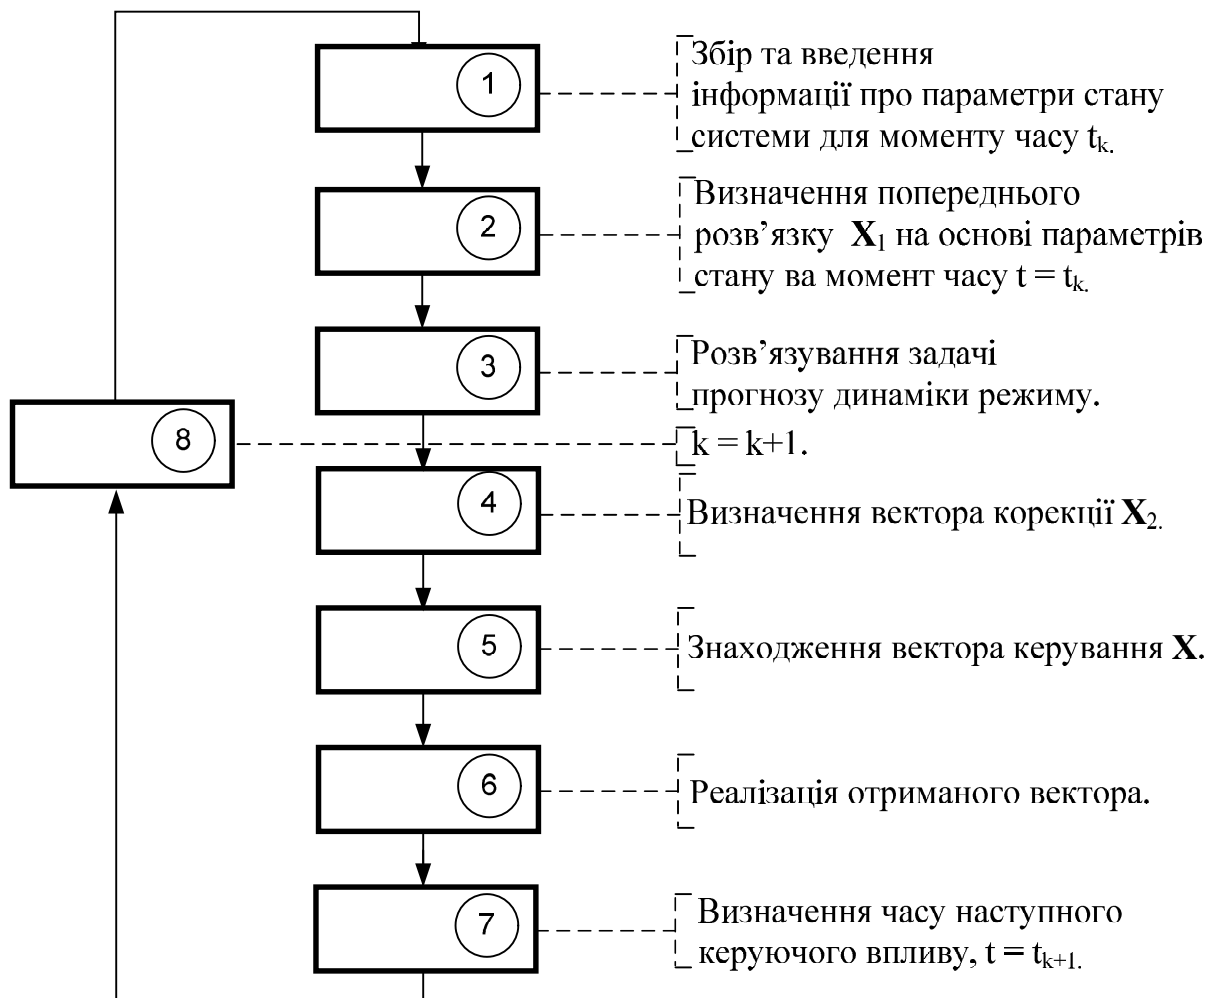 1
Збір та введення
інформації про параметри стану
системи для моменту часу tk.
2
Визначення попереднього
розв’язку X1 на основі параметрів
стану ва момент часу t = tk.
3
Розв’язування задачі
прогнозу динаміки режиму.
8
k = k+1.
4
Визначення вектора корекції X2.
5
Знаходження вектора керування X.
6
Реалізація отриманого вектора.
7
Визначення часу наступного
керуючого впливу, t = tk+1.